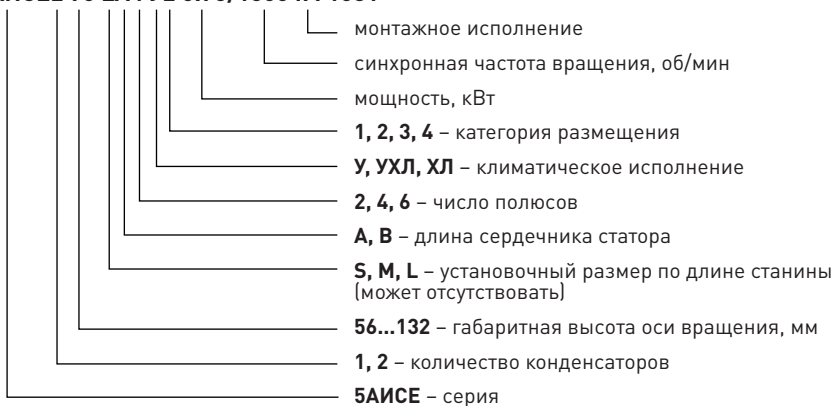 монтажное исполнение
синхронная частота вращения, об/мин
мощность, кВт
1, 2, 3, 4 – категория размещения
У, УХЛ, ХЛ – климатическое исполнение
2, 4, 6 – число полюсов
А, В – длина сердечника статора
S, M, L – установочный размер по длине станины
(может отсутствовать)
56...132 – габаритная высота оси вращения, мм
1, 2 – количество конденсаторов
5АИСЕ – серия